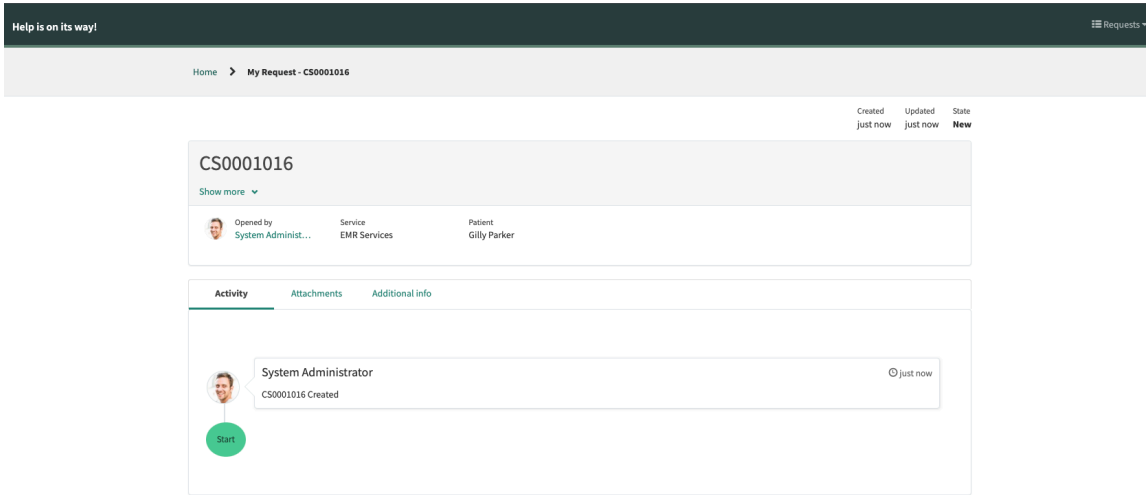 Help is on its way!
Requests
Home > My Request - CS0001016
Created Updated State
just now just now New
CS0001016
Show more
Opened by Service Patient
System Administ... EMR Services Gilly Parker
Activity Attachments Additional info
System Administrator just now
CS0001016 Created
Start